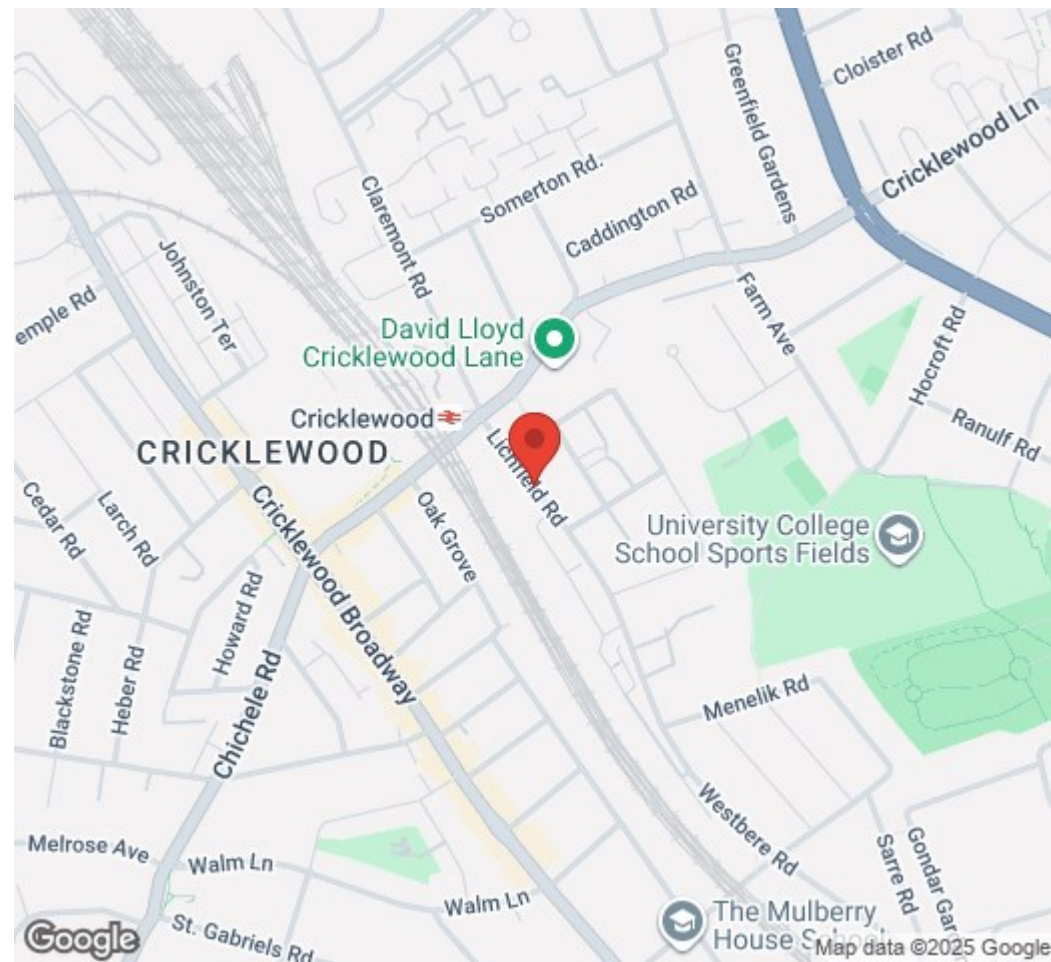 Cloister Rd
Greenfield Gardens
Cricklewood Ln
Somerton Rd.
Claremont Rd
Caddington Rd
Johnston Ter
emple Rd
Farm Ave
Hocroft Rd
David Lloyd
Cricklewood Lane
Cricklewood
CRICKLEWOOD
Lichfield Rd
Ranulf Rd
Cedar Rd
Larch Rd
Cricklewood Broadway
Oak Grove
University College
School Sports Fields
Howard Rd
Blackstone Rd
Heber Rd
Chichele Rd
Menelik Rd
Westbere Rd
Sarre Rd
Gondar Gar
Melrose Ave
Walm Ln
Walm Ln
St. Gabriels Rd
The Mulberry
House School
Google
Map data ©2025 Google